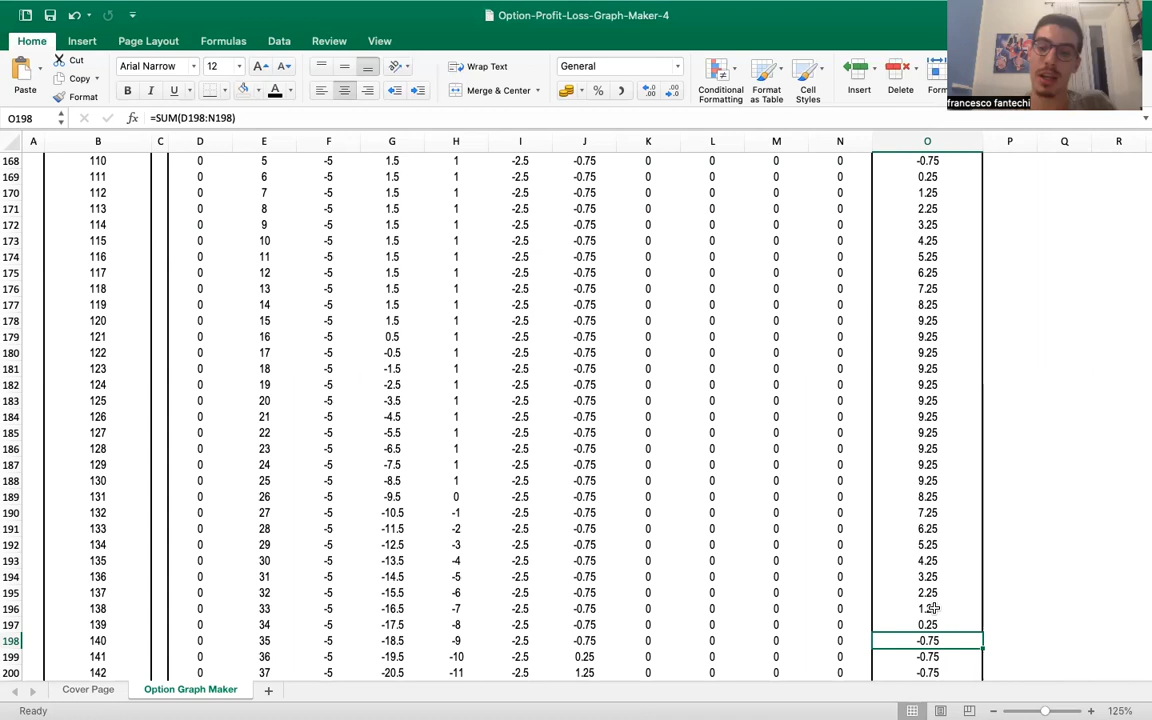 Option-Profit-Loss-Graph-Maker-4
Home Insert Page Layout Formulas Data Review View
Cut
Copy
Format
Paste
Arial Narrow 12 A A
B I U A
Wrap Text
Merge & Center
General
%
Conditional Formatting
Format as Table
Cell Styles
Insert
Delete
francesco fantechi
O198 fx =SUM(D198:N198)
A B C D E F G H I J K L M N O P Q R
168 110 0 5 -5 1.5 1 -2.5 -0.75 0 0 0 0 -0.75
169 111 0 6 -5 1.5 1 -2.5 -0.75 0 0 0 0 0.25
170 112 0 7 -5 1.5 1 -2.5 -0.75 0 0 0 0 1.25
171 113 0 8 -5 1.5 1 -2.5 -0.75 0 0 0 0 2.25
172 114 0 9 -5 1.5 1 -2.5 -0.75 0 0 0 0 3.25
173 115 0 10 -5 1.5 1 -2.5 -0.75 0 0 0 0 4.25
174 116 0 11 -5 1.5 1 -2.5 -0.75 0 0 0 0 5.25
175 117 0 12 -5 1.5 1 -2.5 -0.75 0 0 0 0 6.25
176 118 0 13 -5 1.5 1 -2.5 -0.75 0 0 0 0 7.25
177 119 0 14 -5 1.5 1 -2.5 -0.75 0 0 0 0 8.25
178 120 0 15 -5 1.5 1 -2.5 -0.75 0 0 0 0 9.25
179 121 0 16 -5 0.5 1 -2.5 -0.75 0 0 0 0 9.25
180 122 0 17 -5 -0.5 1 -2.5 -0.75 0 0 0 0 9.25
181 123 0 18 -5 -1.5 1 -2.5 -0.75 0 0 0 0 9.25
182 124 0 19 -5 -2.5 1 -2.5 -0.75 0 0 0 0 9.25
183 125 0 20 -5 -3.5 1 -2.5 -0.75 0 0 0 0 9.25
184 126 0 21 -5 -4.5 1 -2.5 -0.75 0 0 0 0 9.25
185 127 0 22 -5 -5.5 1 -2.5 -0.75 0 0 0 0 9.25
186 128 0 23 -5 -6.5 1 -2.5 -0.75 0 0 0 0 9.25
187 129 0 24 -5 -7.5 1 -2.5 -0.75 0 0 0 0 9.25
188 130 0 25 -5 -8.5 1 -2.5 -0.75 0 0 0 0 9.25
189 131 0 26 -5 -9.5 0 -2.5 -0.75 0 0 0 0 8.25
190 132 0 27 -5 -10.5 -1 -2.5 -0.75 0 0 0 0 7.25
191 133 0 28 -5 -11.5 -2 -2.5 -0.75 0 0 0 0 6.25
192 134 0 29 -5 -12.5 -3 -2.5 -0.75 0 0 0 0 5.25
193 135 0 30 -5 -13.5 -4 -2.5 -0.75 0 0 0 0 4.25
194 136 0 31 -5 -14.5 -5 -2.5 -0.75 0 0 0 0 3.25
195 137 0 32 -5 -15.5 -6 -2.5 -0.75 0 0 0 0 2.25
196 138 0 33 -5 -16.5 -7 -2.5 -0.75 0 0 0 0
197 139 0 34 -5 -17.5 -8 -2.5 -0.75 0 0 0 0 0.25
198 140 0 35 -5 -18.5 -9 -2.5 -0.75 0 0 0 0 -0.75
199 141 0 36 -5 -19.5 -10 -2.5 0.25 0 0 0 0 -0.75
200 142 0 37 -5 -20.5 -11 -2.5 1.25 0 0 0 0 -0.75
Cover Page Option Graph Maker +
Ready 125%